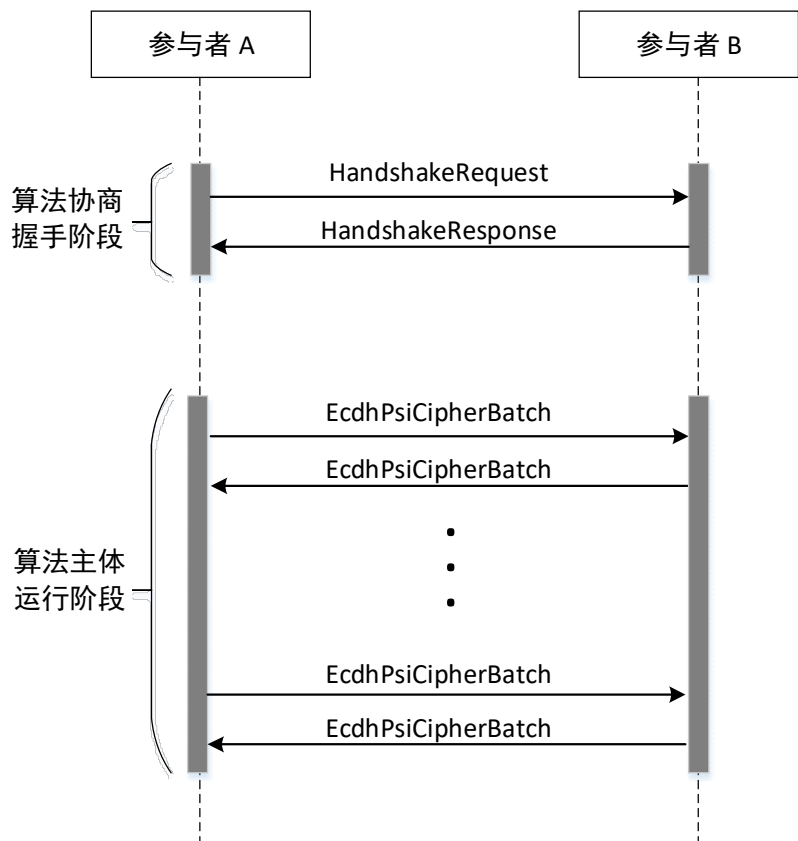 参与者 A
参与者 B
算法协商
握手阶段
HandshakeRequest
HandshakeResponse
算法主体
运行阶段
EcdhPsiCipherBatch
EcdhPsiCipherBatch
EcdhPsiCipherBatch
EcdhPsiCipherBatch